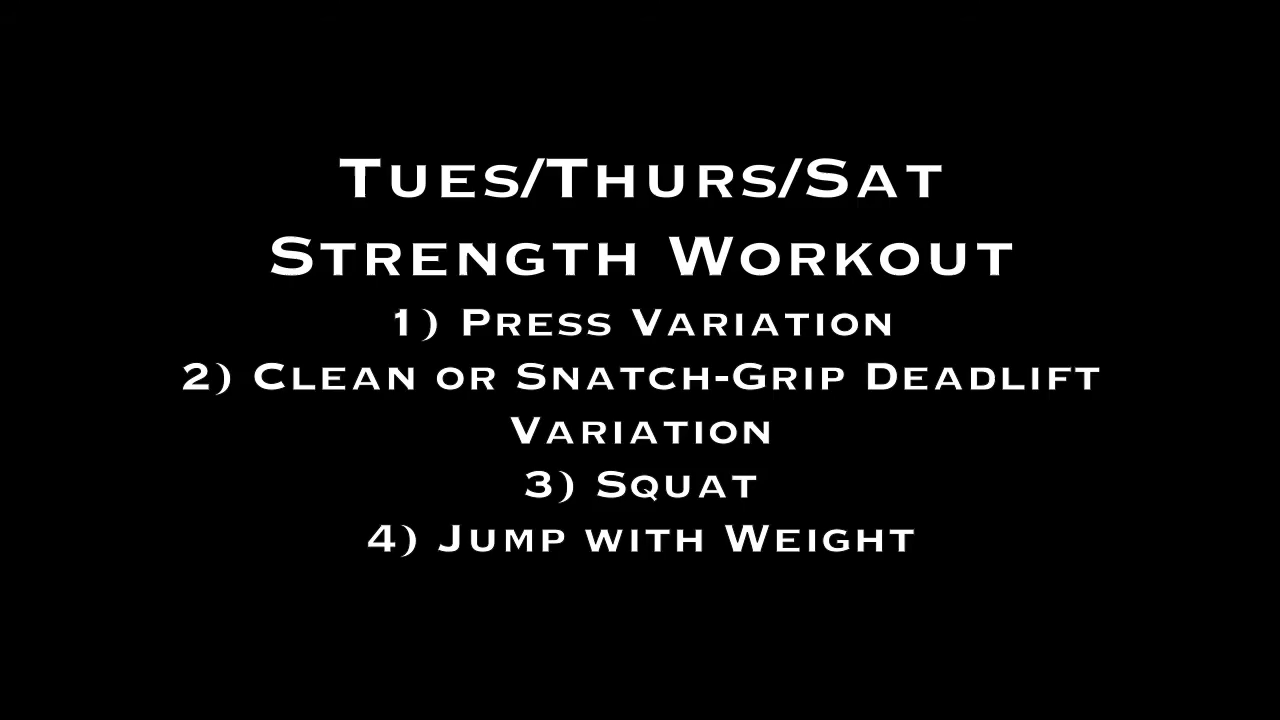 Tues/Thurs/Sat
Strength Workout
1) Press Variation
2) Clean or Snatch-Grip Deadlift
Variation
3) Squat
4) Jump with Weight